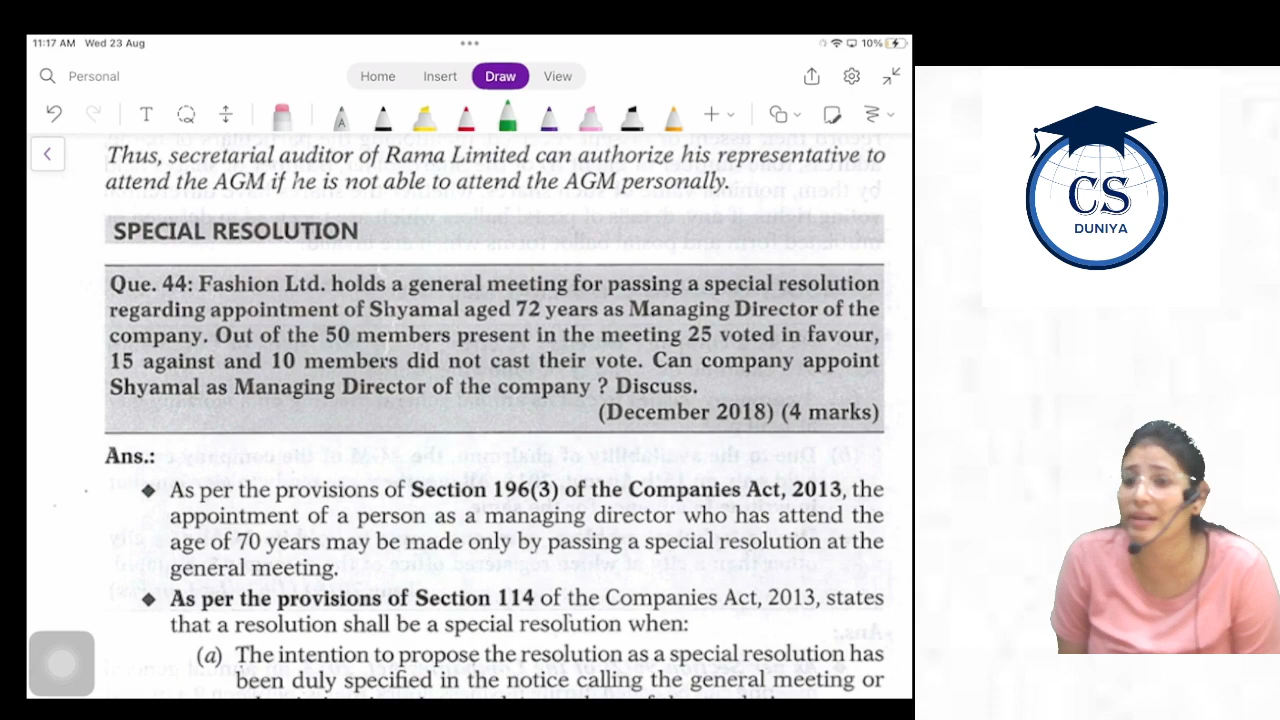 11:17 AM Wed 23 Aug
10%
Personal
Home Insert Draw View
Thus, secretarial auditor of Rama Limited can authorize his representative to
attend the AGM if he is not able to attend the AGM personally.
SPECIAL RESOLUTION
Que. 44: Fashion Ltd. holds a general meeting for passing a special resolution
regarding appointment of Shyamal aged 72 years as Managing Director of the
company. Out of the 50 members present in the meeting 25 voted in favour,
15 against and 10 members did not cast their vote. Can company appoint
Shyamal as Managing Director of the company ? Discuss.
(December 2018) (4 marks)
Ans.:
As per the provisions of Section 196(3) of the Companies Act, 2013, the
appointment of a person as a managing director who has attend the
age of 70 years may be made only by passing a special resolution at the
general meeting.
As per the provisions of Section 114 of the Companies Act, 2013, states
that a resolution shall be a special resolution when:
(a) The intention to propose the resolution as a special resolution has
been duly specified in the notice calling the general meeting or
CS
DUNIYA